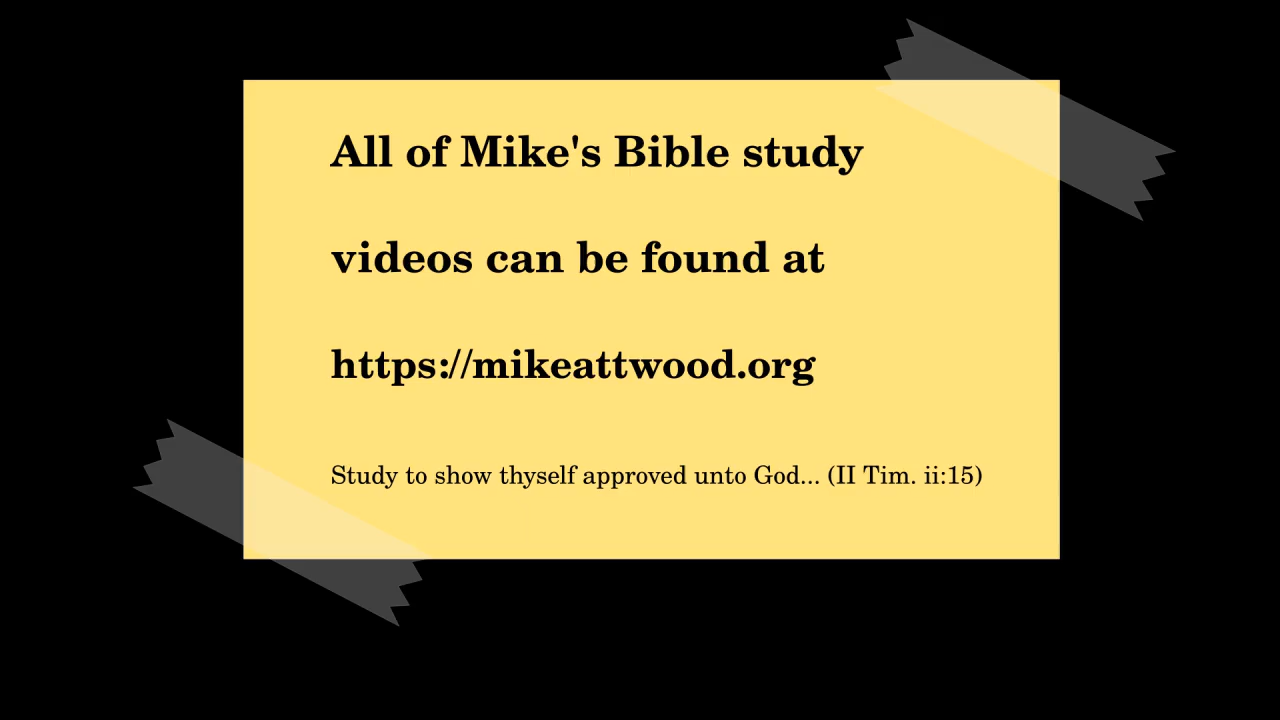 All of Mike's Bible study
videos can be found at
https://mikeattwood.org
Study to show thyself approved unto God... (II Tim. ii:15)